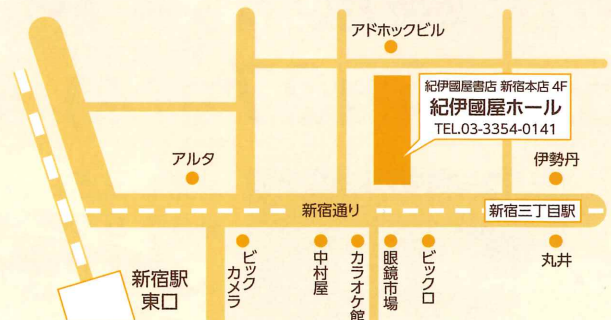 アドホックビル
紀伊國屋書店 新宿本店 4F
紀伊國屋ホール
TEL.03-3354-0141
アルタ
伊勢丹
新宿通り
新宿三丁目駅
ビック
カメラ
中村屋
カラオケ館
眼鏡市場
ビックロ
丸井
新宿駅
東口